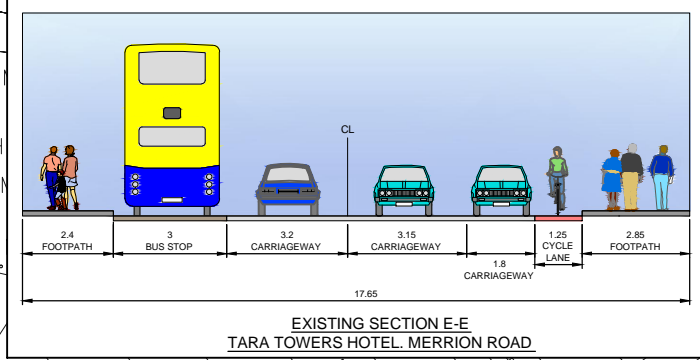 CL
2.4
FOOTPATH
3
BUS STOP
3.2
CARRIAGEWAY
3.15
CARRIAGEWAY
1.8
CARRIAGEWAY
1.25
CYCLE
LANE
2.85
FOOTPATH
17.65
EXISTING SECTION E-E
TARA TOWERS HOTEL. MERRION ROAD